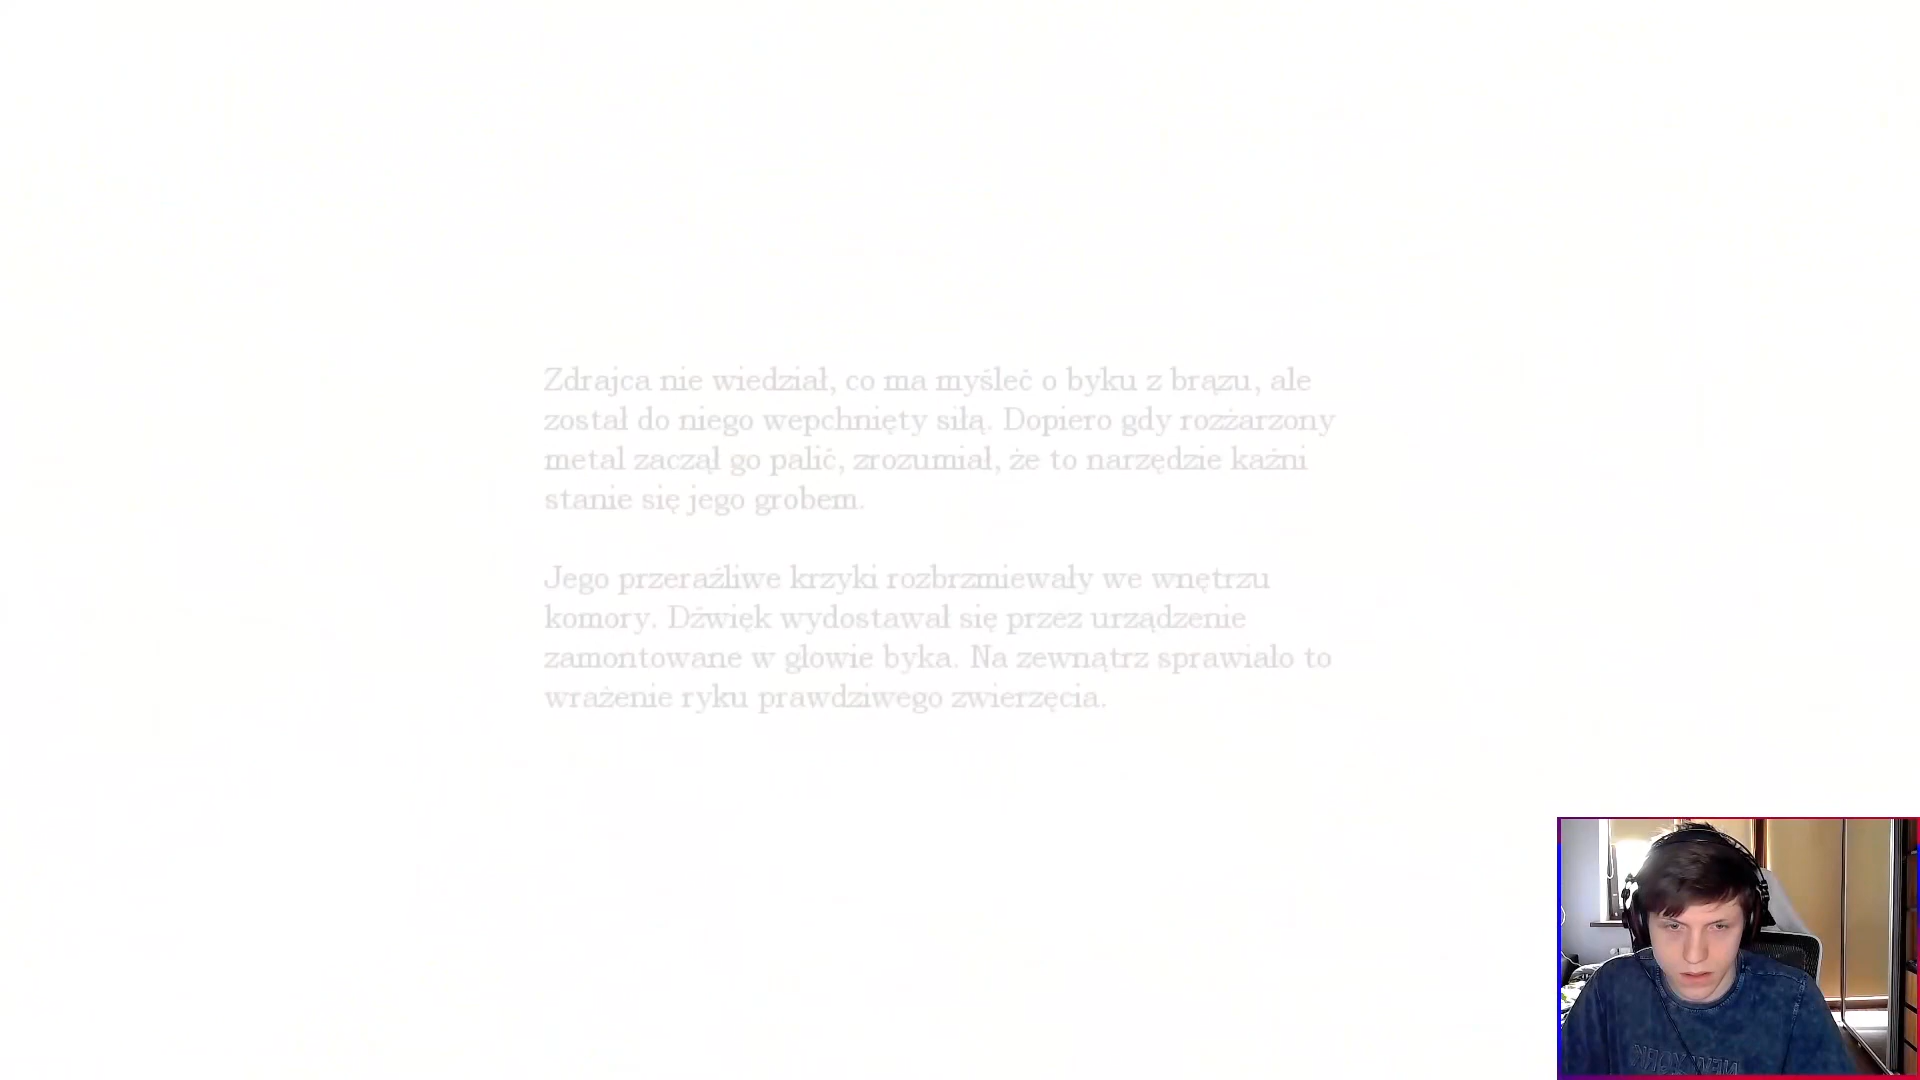 Zdrajca nie wiedział, co ma myśleć o byku z brązu, ale
został do niego wepchnięty siłą. Dopiero gdy rozżarzony
metal zaczął go palić, zrozumiał, że to narzędzie kaźni
stanie się jego grobem.
Jego przeraźliwe krzyki rozbrzmiewały we wnętrzu
komory. Dźwięk wydostawał się przez urządzenie
zamontowane w głowie byka. Na zewnątrz sprawiało to
wrażenie ryku prawdziwego zwierzęcia.
NEW YORK